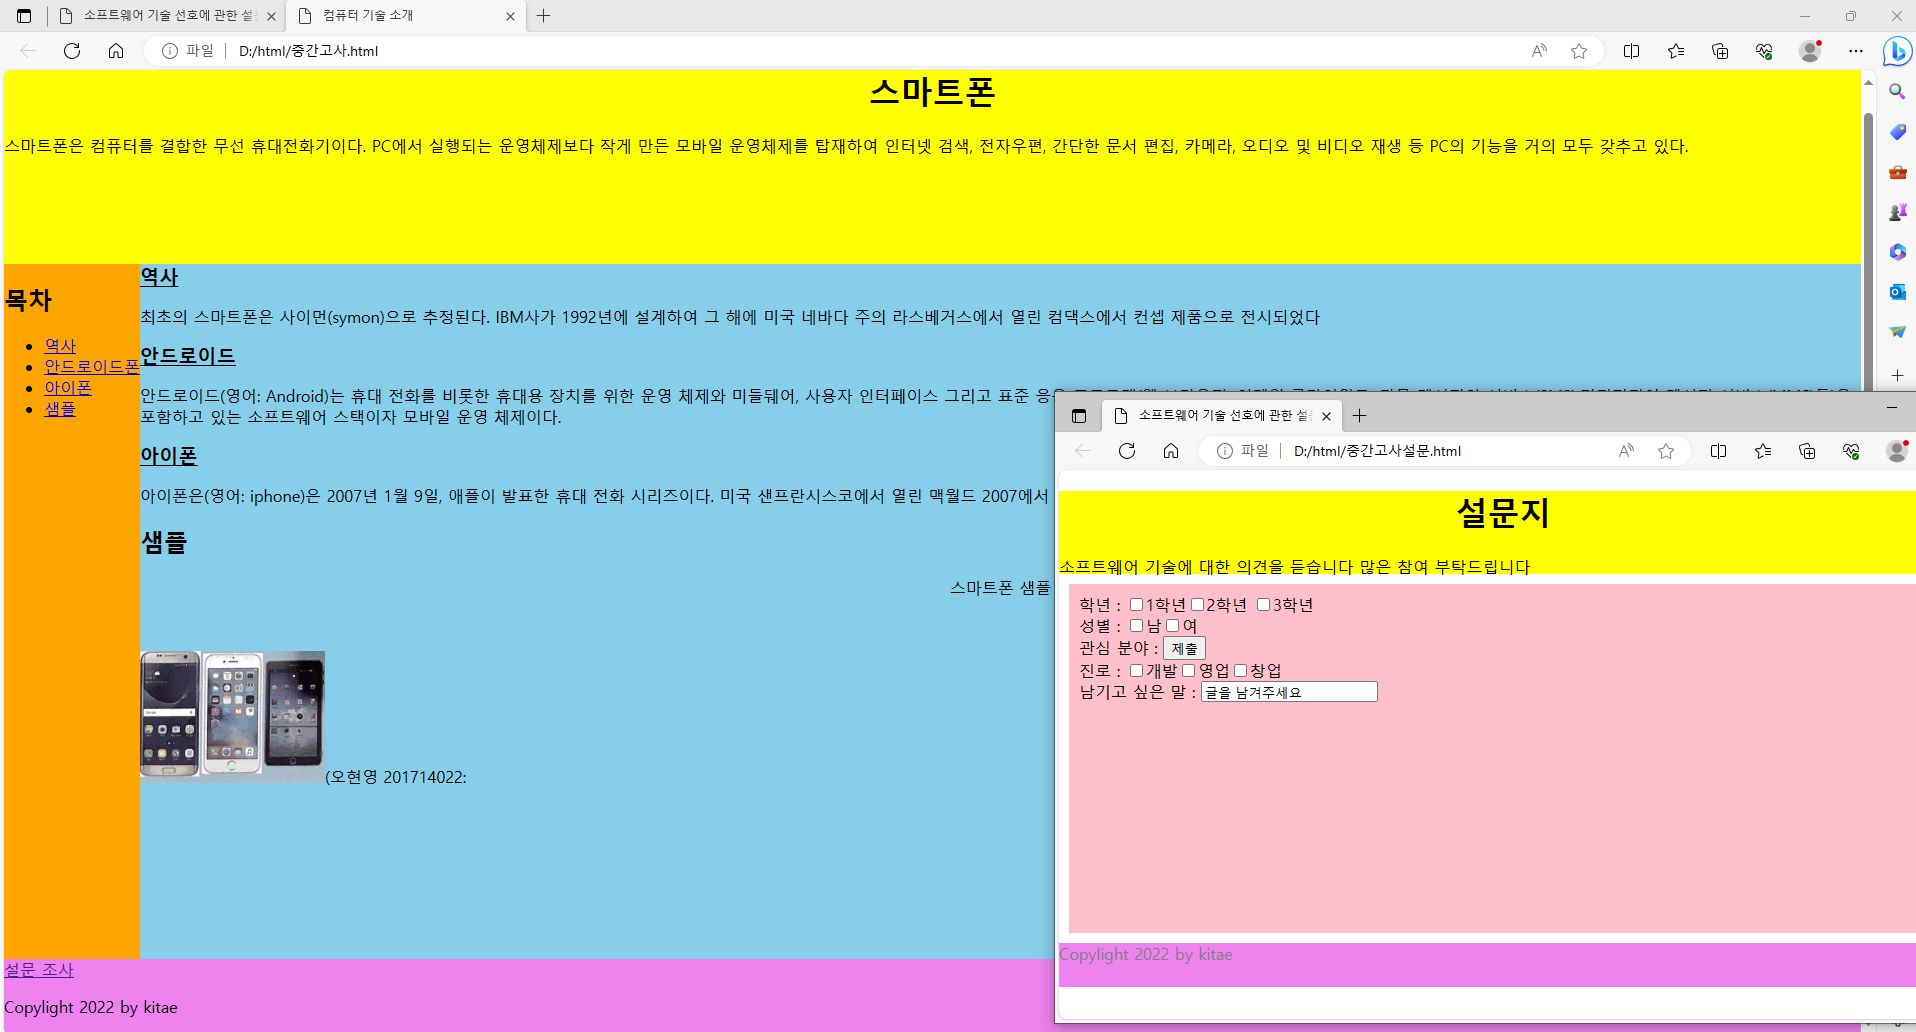 소프트웨어 기술 선호에 관한 설
컴퓨터 기술 소개
파일
D:/html/중간고사.html
스마트폰
스마트폰은 컴퓨터를 결합한 무선 휴대전화기이다. PC에서 실행되는 운영체제보다 작게 만든 모바일 운영체제를 탑재하여 인터넷 검색, 전자우편, 간단한 문서 편집, 카메라, 오디오 및 비디오 재생 등 PC의 기능을 거의 모두 갖추고 있다.
목차
역사
안드로이드폰
아이폰
샘플
역사
최초의 스마트폰은 사이먼(symon)으로 추정된다. IBM사가 1992년에 설계하여 그 해에 미국 네바다 주의 라스베거스에서 열린 컴댁스에서 컨셉 제품으로 전시되었다
안드로이드
안드로이드(영어: Android)는 휴대 전화를 비롯한 휴대용 장치를 위한 운영 체제와 미들뒈어, 사용자 인터페이스 그리고 표준 응
포함하고 있는 소프트웨어 스택이자 모바일 운영 체제이다.
아이폰
아이폰은(영어: iphone)은 2007년 1월 9일, 애플이 발표한 휴대 전화 시리즈이다. 미국 샌프란시스코에서 열린 맥월드 2007에서
샘플
스마트폰 샘플
(오현영 201714022:
설문 조사
Copylight 2022 by kitae
소프트웨어 기술 선호에 관한 설
파일
D:/html/중간고사설문.html
설문지
소프트웨어 기술에 대한 의견을 듣습니다 많은 참여 부탁드립니다
학년 : 1학년 2학년 3학년
성별 : 남 여
관심 분야 : 제출
진로 : 개발 영업 창업
남기고 싶은 말 : 글을 남겨주세요
Copylight 2022 by kitae